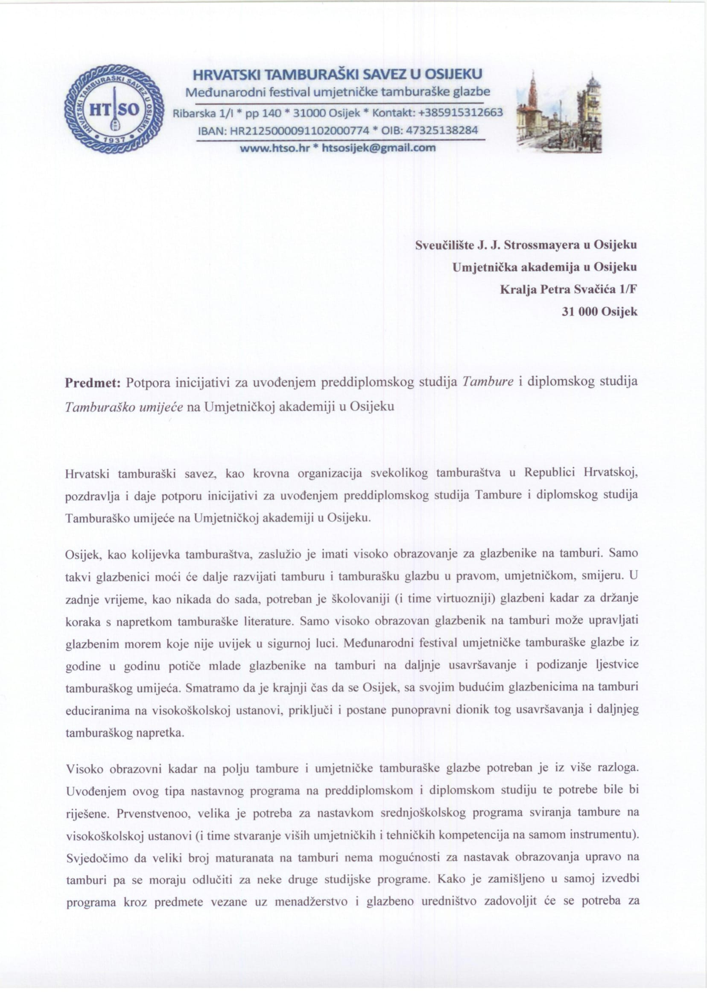 HRVATSKI TAMBURAŠKI SAVEZ U OSIJEKU
HT SO
1937
HRVATSKI TAMBURAŠKI SAVEZ U OSIJEKU
Međunarodni festival umjetničke tamburaške glazbe
Ribarska 1/I * pp 140 * 31000 Osijek * Kontakt: +385915312663
IBAN: HR2125000091102000774 * OIB: 47325138284
www.htso.hr * htsosijek@gmail.com
Sveučilište J. J. Strossmayera u Osijeku
Umjetnička akademija u Osijeku
Kralja Petra Svačića 1/F
31 000 Osijek
Predmet: Potpora inicijativi za uvođenjem preddiplomskog studija Tambure i diplomskog studija
Tamburaško umijeće na Umjetničkoj akademiji u Osijeku
Hrvatski tamburaški savez, kao krovna organizacija svekolikog tamburaštva u Republici Hrvatskoj,
pozdravlja i daje potporu inicijativi za uvođenjem preddiplomskog studija Tambure i diplomskog studija
Tamburaško umijeće na Umjetničkoj akademiji u Osijeku.
Osijek, kao kolijevka tamburaštva, zaslužio je imati visoko obrazovanje za glazbenike na tamburi. Samo
takvi glazbenici moći će dalje razvijati tamburu i tamburašku glazbu u pravom, umjetničkom, smijeru. U
zadnje vrijeme, kao nikada do sada, potreban je školovaniji (i time virtuozniji) glazbeni kadar za držanje
koraka s napretkom tamburaške literature. Samo visoko obrazovan glazbenik na tamburi može upravljati
glazbenim morem koje nije uvijek u sigurnoj luci. Međunarodni festival umjetničke tamburaške glazbe iz
godine u godinu potiče mlade glazbenike na tamburi na daljnje usavršavanje i podizanje ljestvice
tamburaškog umijeća. Smatramo da je krajnji čas da se Osijek, sa svojim budućim glazbenicima na tamburi
educiranima na visokoškolskoj ustanovi, priključi i postane punopravni dionik tog usavršavanja i daljnjeg
tamburaškog napretka.
Visoko obrazovni kadar na polju tambure i umjetničke tamburaške glazbe potreban je iz više razloga.
Uvođenjem ovog tipa nastavnog programa na preddiplomskom i diplomskom studiju te potrebe bile bi
riješene. Prvenstvenoo, velika je potreba za nastavkom srednjoškolskog programa sviranja tambure na
visokoškolskoj ustanovi (i time stvaranje viših umjetničkih i tehničkih kompetencija na samom instrumentu).
Svjedočimo da veliki broj maturanata na tamburi nema mogućnosti za nastavak obrazovanja upravo na
tamburi pa se moraju odlučiti za neke druge studijske programe. Kako je zamišljeno u samoj izvedbi
programa kroz predmete vezane uz menadžerstvo i glazbeno uredništvo zadovoljit će se potreba za